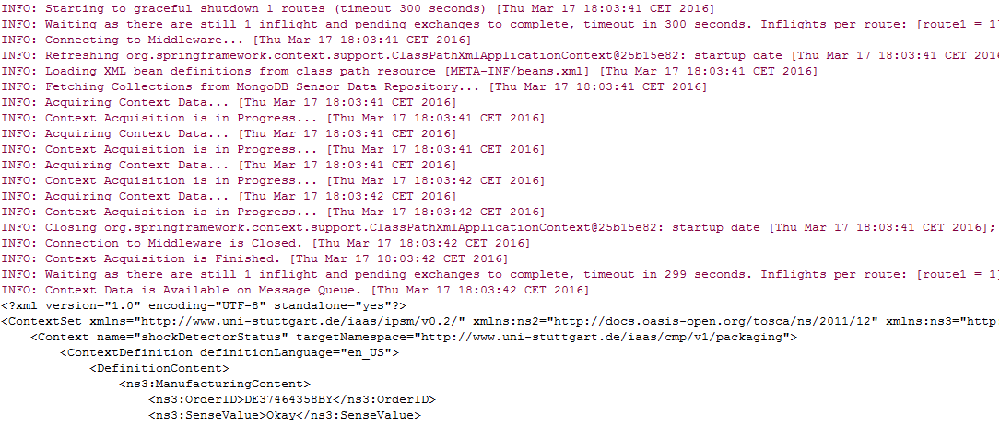 INFO: Starting to graceful shutdown 1 routes (timeout 300 seconds) [Thu Mar 17 18:03:41 CET 2016]
INFO: Waiting as there are still 1 inflight and pending exchanges to complete, timeout in 300 seconds. Inflights per route: [route1 = 1]
INFO: Connecting to Middleware... [Thu Mar 17 18:03:41 CET 2016]
INFO: Refreshing org.springframework.context.support.ClassPathXmlApplicationContext@25b15e82: startup date [Thu Mar 17 18:03:41 CET 2016
INFO: Loading XML bean definitions from class path resource [META-INF/beans.xml] [Thu Mar 17 18:03:41 CET 2016]
INFO: Fetching Collections from MongoDB Sensor Data Repository... [Thu Mar 17 18:03:41 CET 2016]
INFO: Acquiring Context Data... [Thu Mar 17 18:03:41 CET 2016]
INFO: Context Acquisition is in Progress... [Thu Mar 17 18:03:41 CET 2016]
INFO: Acquiring Context Data... [Thu Mar 17 18:03:41 CET 2016]
INFO: Context Acquisition is in Progress... [Thu Mar 17 18:03:41 CET 2016]
INFO: Acquiring Context Data... [Thu Mar 17 18:03:41 CET 2016]
INFO: Context Acquisition is in Progress... [Thu Mar 17 18:03:42 CET 2016]
INFO: Acquiring Context Data... [Thu Mar 17 18:03:42 CET 2016]
INFO: Context Acquisition is in Progress... [Thu Mar 17 18:03:42 CET 2016]
INFO: Closing org.springframework.context.support.ClassPathXmlApplicationContext@25b15e82: startup date [Thu Mar 17 18:03:41 CET 2016];
INFO: Connection to Middleware is Closed. [Thu Mar 17 18:03:42 CET 2016]
INFO: Context Acquisition is Finished. [Thu Mar 17 18:03:42 CET 2016]
INFO: Waiting as there are still 1 inflight and pending exchanges to complete, timeout in 299 seconds. Inflights per route: [route1 = 1]
INFO: Context Data is Available on Message Queue. [Thu Mar 17 18:03:42 CET 2016]
<?xml version="1.0" encoding="UTF-8" standalone="yes"?>
<ContextSet xmlns="http://www.uni-stuttgart.de/iaas/ipsm/v0.2/" xmlns:ns2="http://docs.oasis-open.org/tosca/ns/2011/12" xmlns:ns3="http
<Context name="shockDetectorStatus" targetNamespace="http://www.uni-stuttgart.de/iaas/cmp/v1/packaging">
<ContextDefinition definitionLanguage="en_US">
<DefinitionContent>
<ns3:ManufacturingContent>
<ns3:OrderID>DE37464358BY</ns3:OrderID>
<ns3:SenseValue>Okay</ns3:SenseValue>